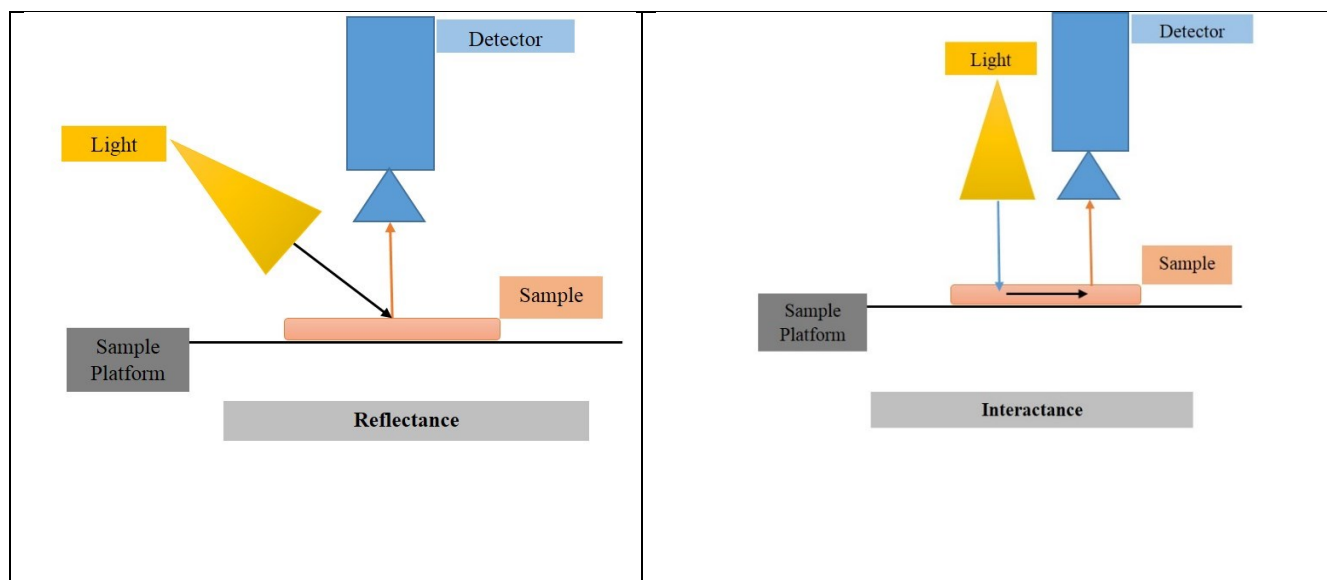 Detector
Light
Sample
Sample
Platform
Reflectance
Detector
Light
Sample
Sample
Platform
Interactance